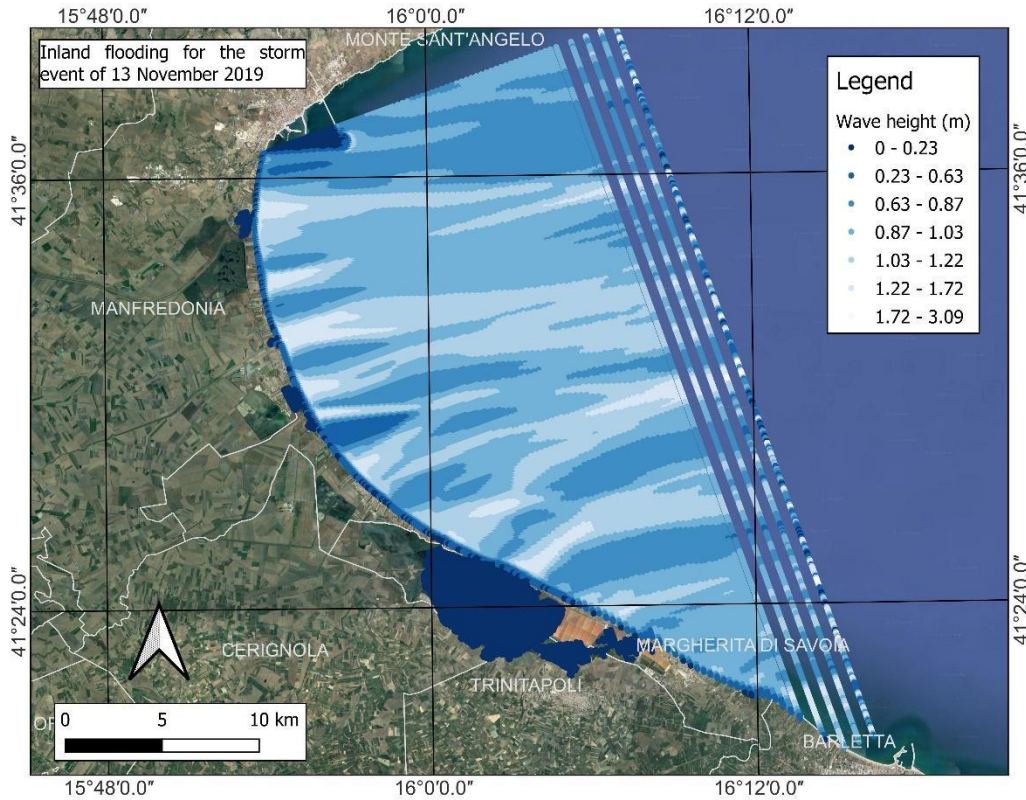 15°48′0.0″ 16°0′0.0″ 16°12′0.0″
Inland flooding for the storm
event of 13 November 2019
MONTE SANT'ANGELO
Legend
Wave height (m)
0 - 0.23
0.23 - 0.63
0.63 - 0.87
0.87 - 1.03
1.03 - 1.22
1.22 - 1.72
1.72 - 3.09
41°36′0.0″ 41°36′0.0″
MANFREDONIA
41°24′0.0″ 41°24′0.0″
CERIGNOLA
MARGHERITA DI SAVOIA
TRINITAPOLI
OR
0 5 10 km
BARLETTA
15°48′0.0″ 16°0′0.0″ 16°12′0.0″